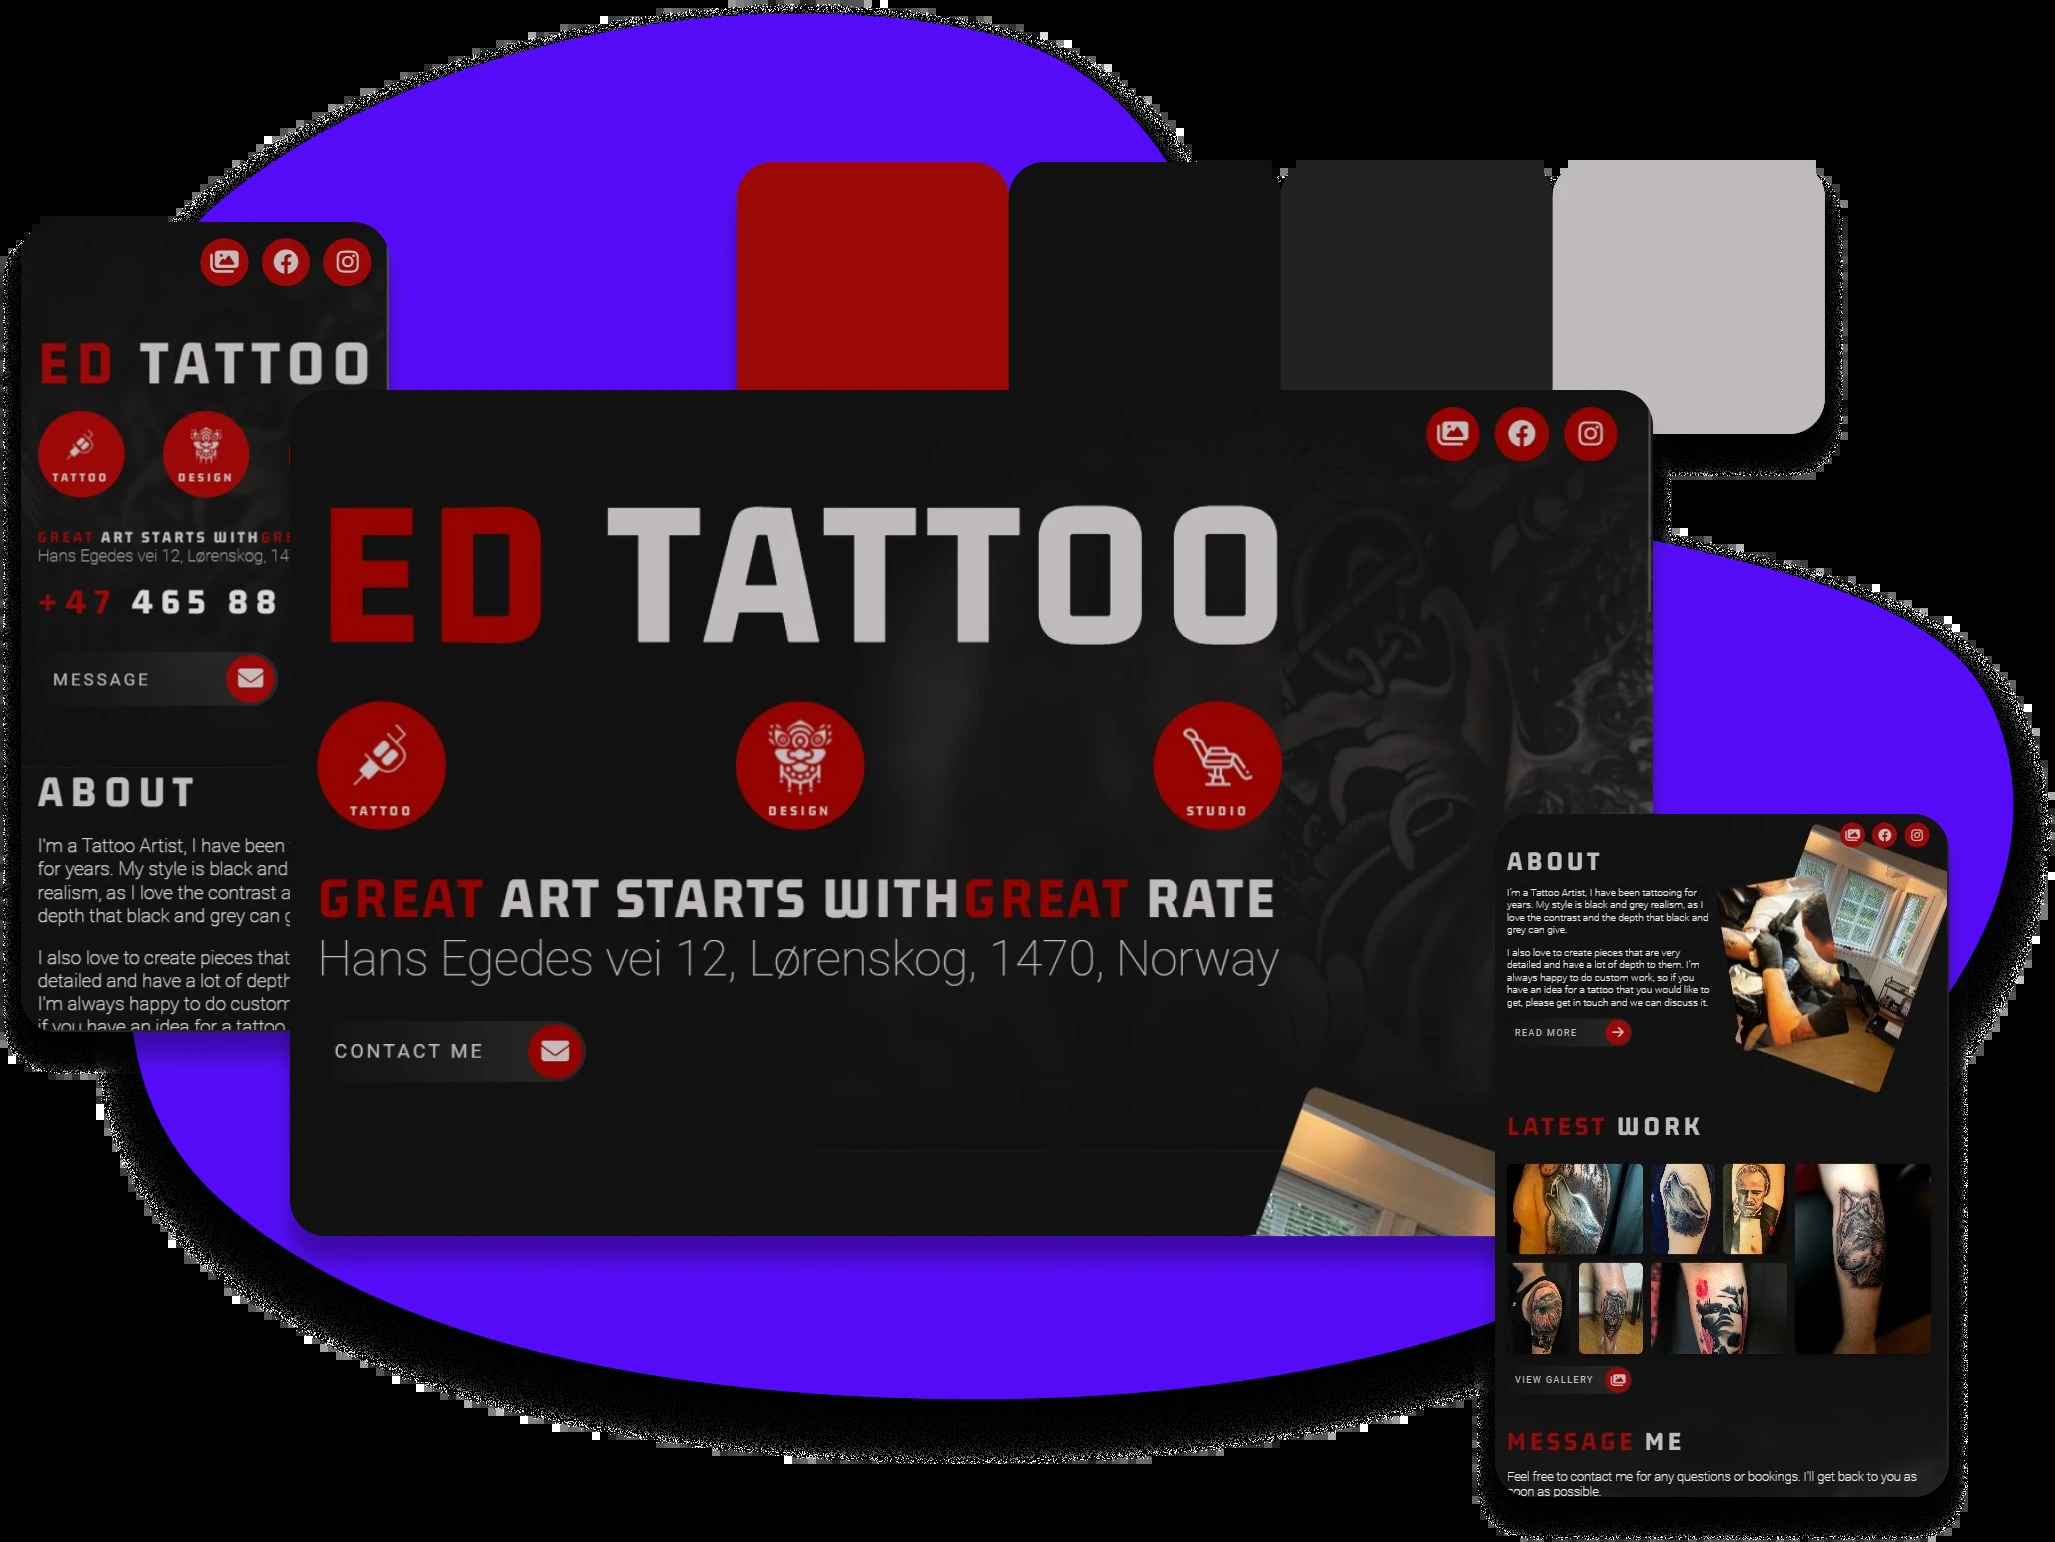 ED TATTOO
TATTOO
DESIGN
GREAT ART STARTS WITHGRE
Hans Egedes vei 12, Lørenskog, 14
+47 465 88
MESSAGE
ABOUT
I'm a Tattoo Artist, I have been
for years. My style is black and
realism, as I love the contrast a
depth that black and grey can g
I also love to create pieces that
detailed and have a lot of depth
I'm always happy to do custom
if you have an idea for a tattoo
ED TATTOO
TATTOO
DESIGN
STUDIO
GREAT ART STARTS WITHGREAT RATE
Hans Egedes vei 12, Lørenskog, 1470, Norway
CONTACT ME
ABOUT
I'm a Tattoo Artist, I have been tattooing for
years. My style is black and grey realism, as I
love the contrast and the depth that black and
grey can give.
I also love to create pieces that are very
detailed and have a lot of depth to them. I'm
always happy to do custom work, so if you
have an idea for a tattoo that you would like to
get, please get in touch and we can discuss it.
READ MORE
LATEST WORK
VIEW GALLERY
MESSAGE ME
Feel free to contact me for any questions or bookings. I'll get back to you as
soon as possible.